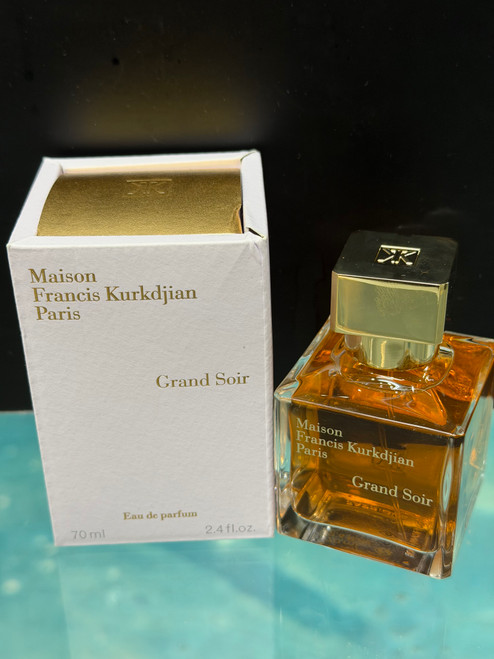 Maison
Francis Kurkdjian
Paris
Grand Soir
Eau de parfum
70 ml 2.4 fl.oz.
Maison
Francis Kurkdjian
Paris
Grand Soir